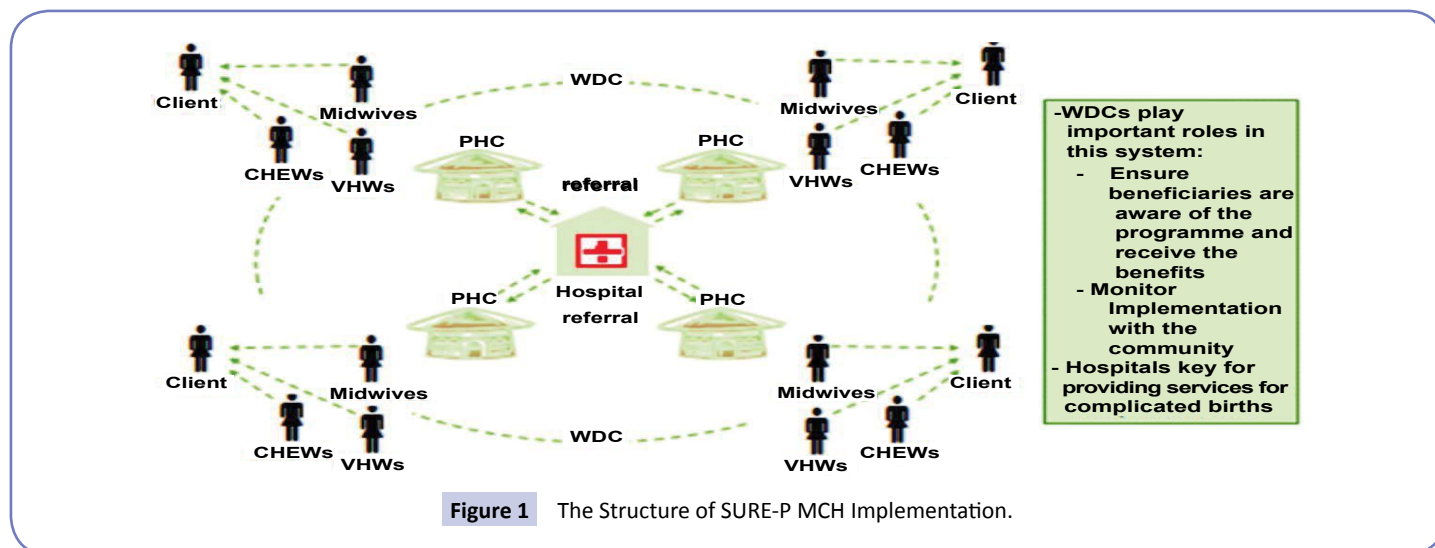 Client
Midwives
CHEWs
VHWs
WDC
Midwives
Client
VHWs
CHEWs
PHC
PHC
referral
Hospital
referral
PHC
PHC
Client
Midwives
CHEWs
VHWs
WDC
Midwives
Client
VHWs
CHEWs
-WDCs play
important roles in
this system:
- Ensure
beneficiaries are
aware of the
programme and
receive the
benefits
- Monitor
Implementation
with the
community
- Hospitals key for
providing services for
complicated births
Figure 1 The Structure of SURE-P MCH Implementation.